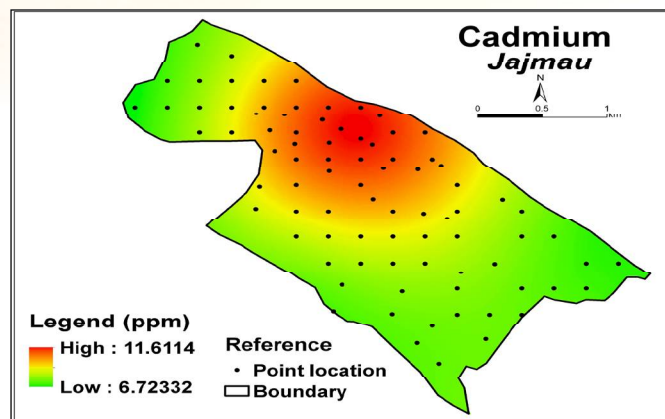 Cadmium
Jajmau
N
0 0.5 1
Legend (ppm)
High : 11.6114
Low : 6.72332
Reference
Point location
Boundary